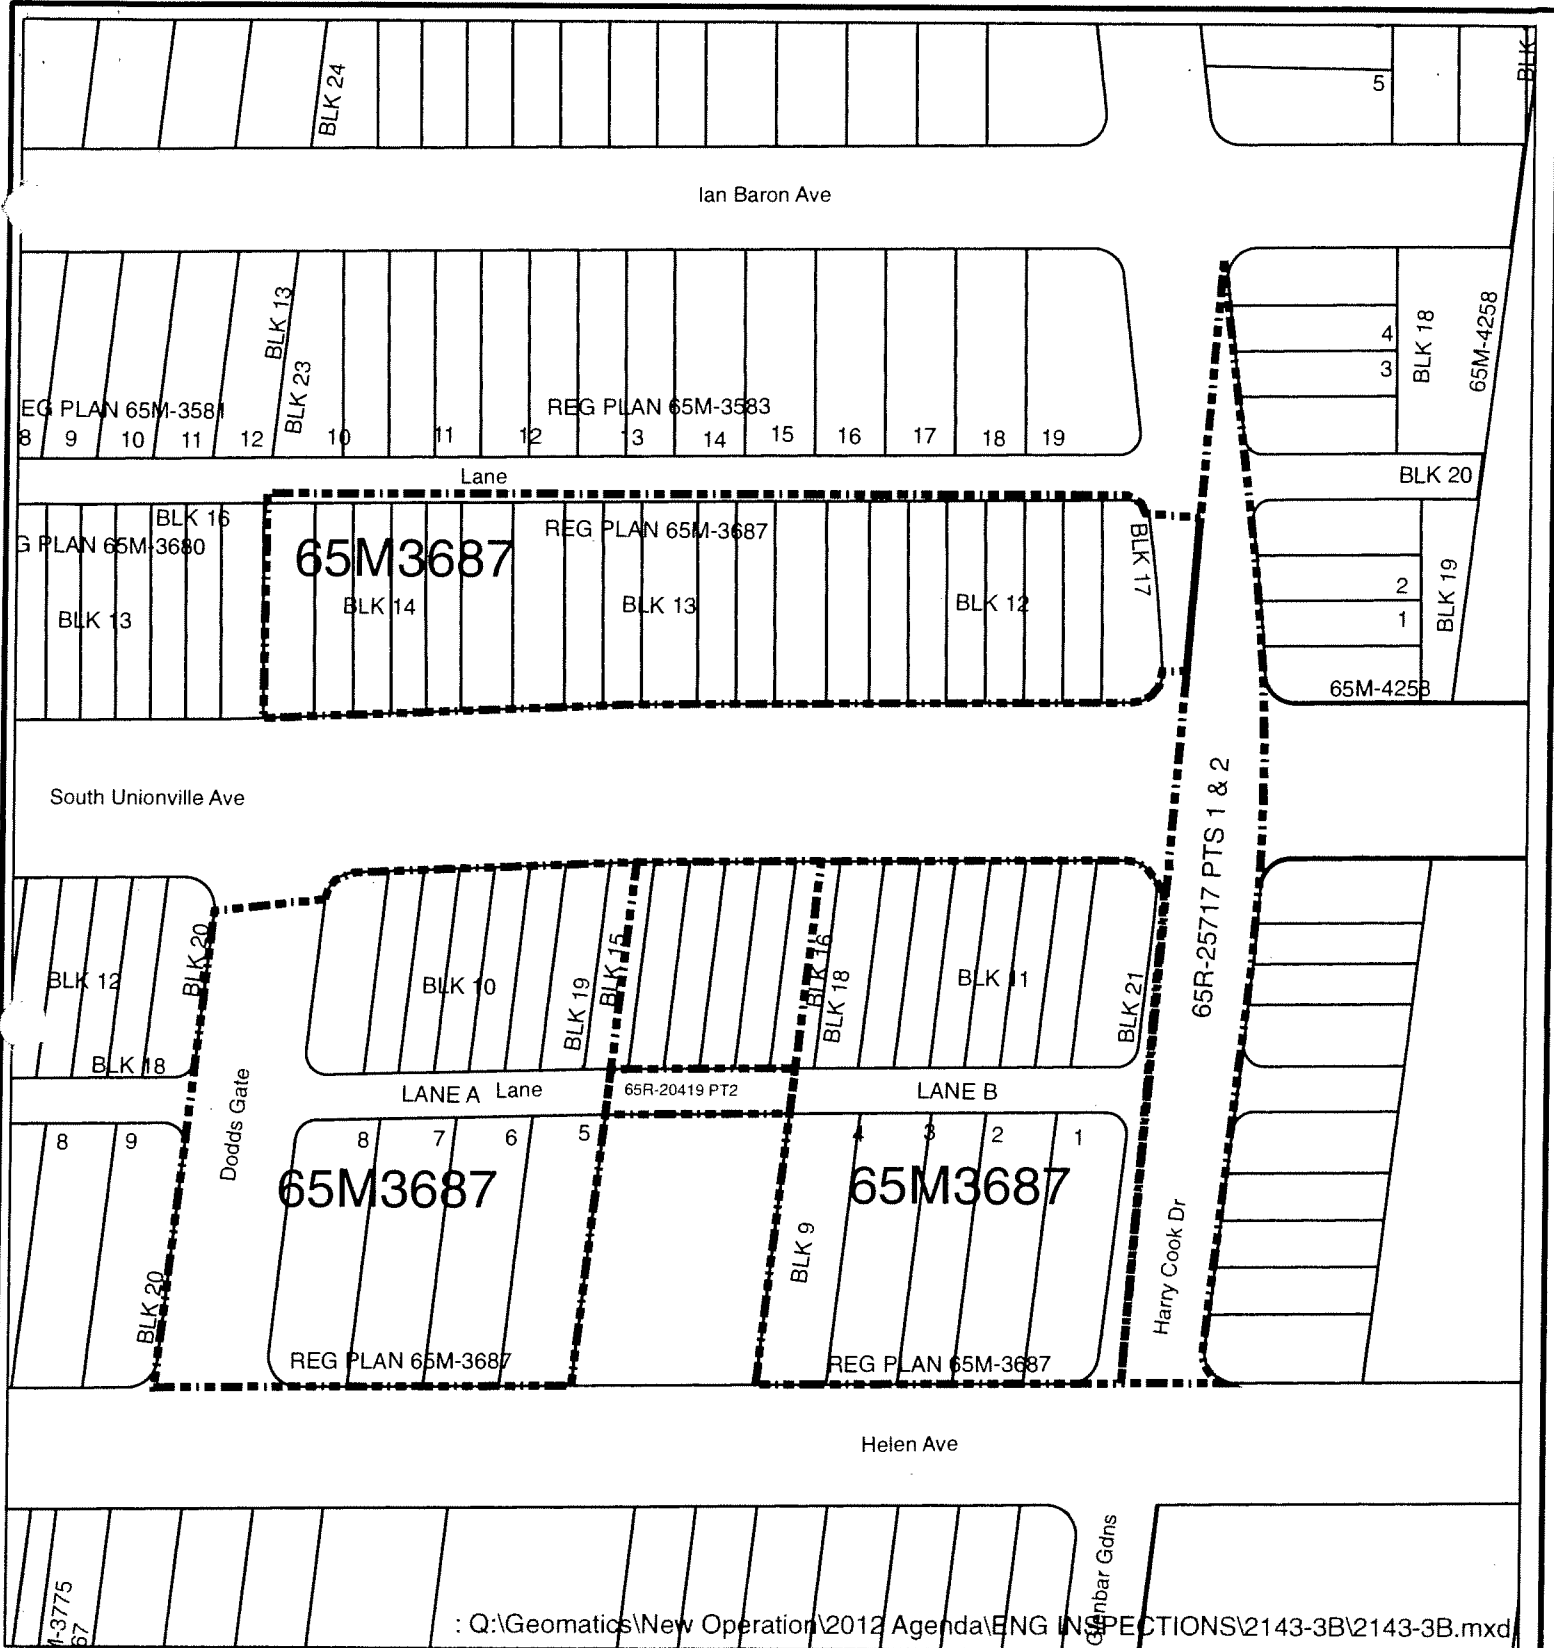 BLK 24
5
BLK
Ian Baron Ave
BLK 13
BLK 23
4
3
BLK 18
65M-4258
EG PLAN 65M-3581
REG PLAN 65M-3583
8 9 10 11 12 10 11 12 13 14 15 16 17 18 19
Lane
BLK 20
BLK 16
G PLAN 65M-3680
REG PLAN 65M-3687
65M3687
BLK 17
BLK 13
BLK 14
BLK 13
BLK 12
2
1
BLK 19
65M-4258
South Unionville Ave
65R-25717 PTS 1 & 2
BLK 12
BLK 20
BLK 10
BLK 19
BLK 15
BLK 16
BLK 18
BLK 11
BLK 21
BLK 18
LANE A Lane
65R-20419 PT2
LANE B
Dodds Gate
8 9
8 7 6 5
4 3 2 1
65M3687
65M3687
BLK 9
Harry Cook Dr
BLK 20
REG PLAN 65M-3687
REG PLAN 65M-3687
Helen Ave
Glenbar Gdns
M-3775
67
: Q:\Geomatics\New Operation\2012 Agenda\ENG INSPECTIONS\2143-3B\2143-3B.mxd